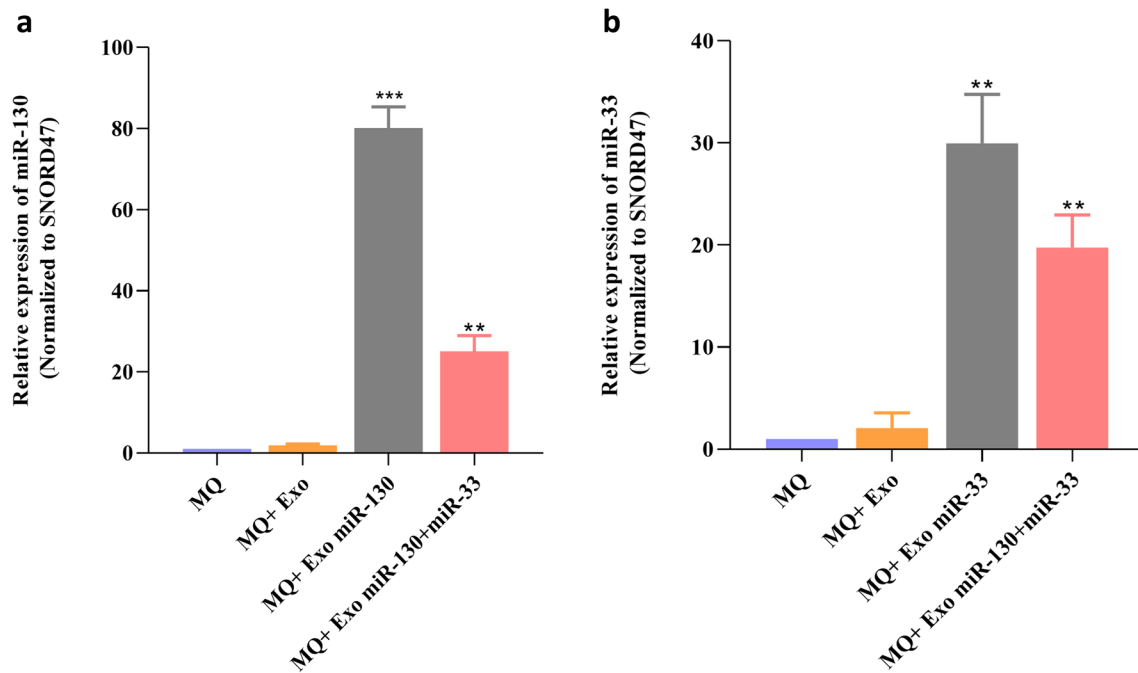 a
Relative expression of miR-130
(Normalized to SNORD47)
100
80
60
40
20
0
***
**
MQ
MQ+ Exo
MQ+ Exo miR-130
MQ+ Exo miR-130+miR-33
b
Relative expression of miR-33
(Normalized to SNORD47)
40
30
20
10
0
**
**
MQ
MQ+ Exo
MQ+ Exo miR-33
MQ+ Exo miR-130+miR-33